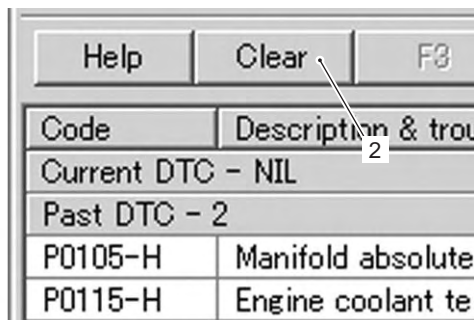 Help Clear F3
Code Description & trou
2
Current DTC - NIL
Past DTC - 2
P0105-H Manifold absolute
P0115-H Engine coolant te